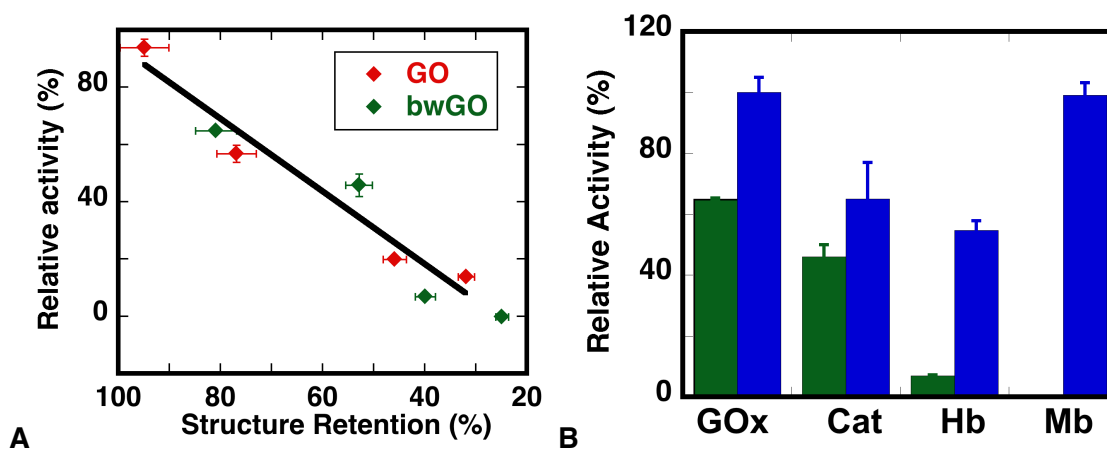 Relative activity (%)
80
40
0
GO
bwGO
100 80 60 40 20
Structure Retention (%)
A
Relative Activity (%)
120
80
40
0
GOx Cat Hb Mb
B